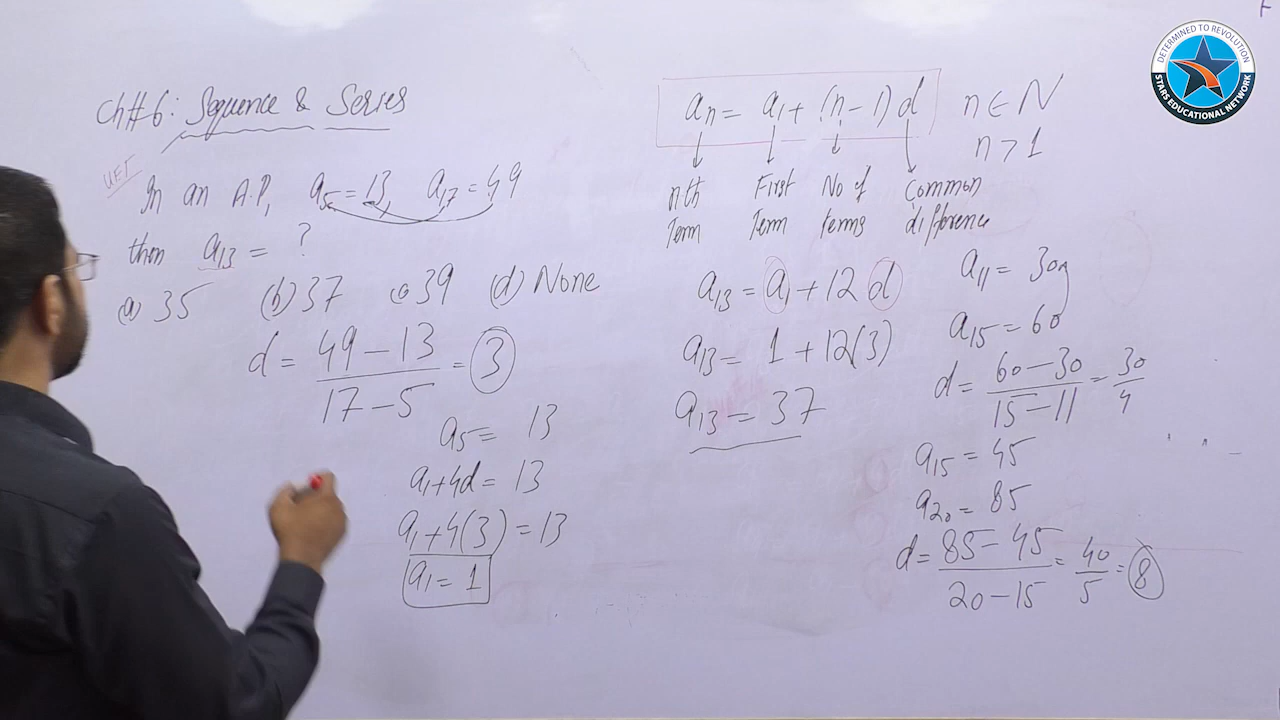 Ch#6: Sequence & Series
UET
In an A.P, a5 = 13, a17 = 49
then a13 = ?
(a) 35 (b) 37 (c) 39 (d) None
d = (49 - 13)/(17 - 5) = 3
a5 = 13
a1 + 4d = 13
a1 + 4(3) = 13
a1 = 1
an = a1 + (n - 1) d n ∈ N
n > 1
nth Term
First Term
No of terms
Common difference
a13 = a1 + 12 d
a13 = 1 + 12(3)
a13 = 37
a11 = 30
a15 = 60
d = (60 - 30)/(15 - 11) = 30/4
a15 = 45
a20 = 85
d = (85 - 45)/(20 - 15) = 40/5 = 8
DETERMINED TO REVOLUTION
STARS EDUCATIONAL NETWORK